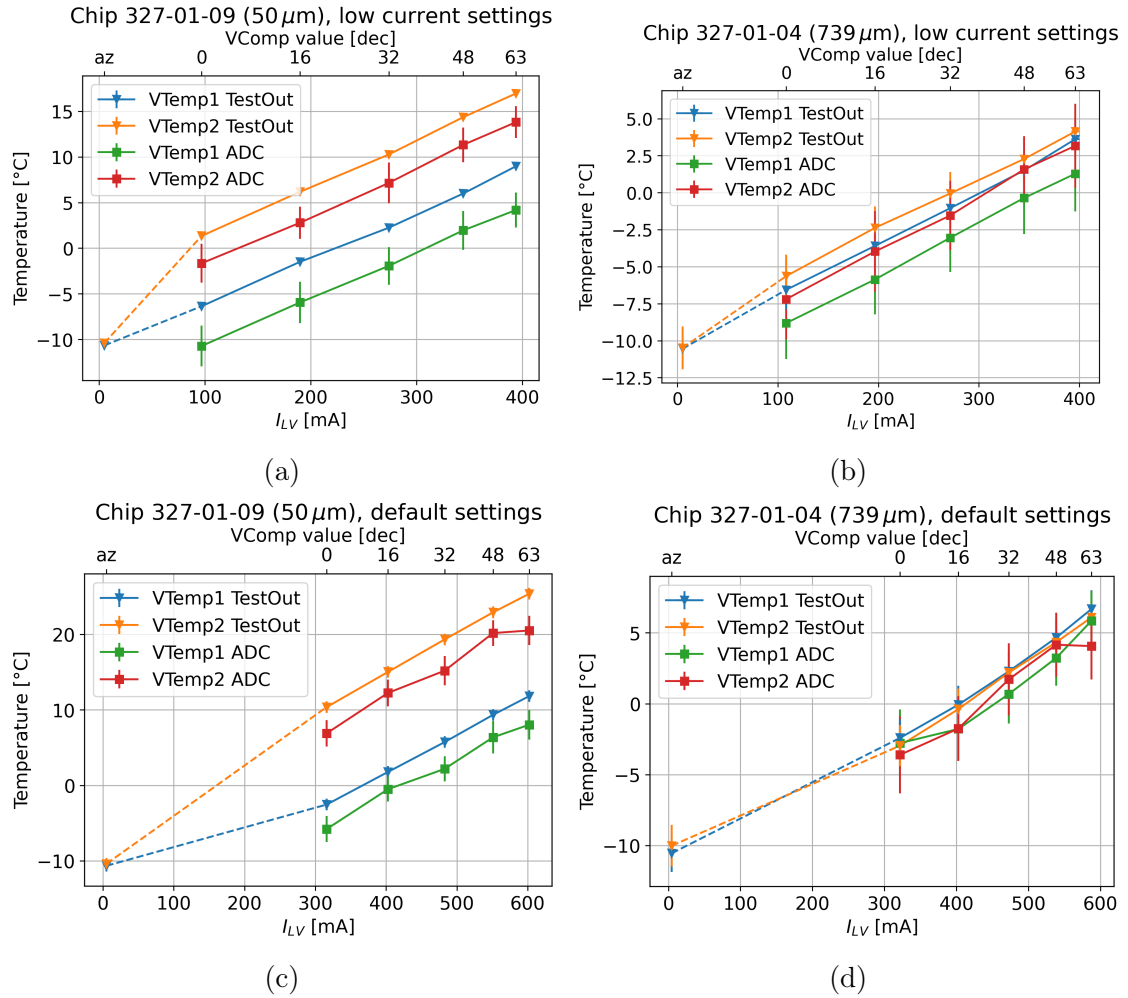 Chip 327-01-09 (50 μm), low current settings
VComp value [dec]
az 0 16 32 48 63
VTemp1 TestOut
VTemp2 TestOut
VTemp1 ADC
VTemp2 ADC
Temperature [°C]
15
10
5
0
−5
−10
0 100 200 300 400
I_LV [mA]
(a)
Chip 327-01-04 (739 μm), low current settings
VComp value [dec]
az 0 16 32 48 63
VTemp1 TestOut
VTemp2 TestOut
VTemp1 ADC
VTemp2 ADC
Temperature [°C]
5.0
2.5
0.0
−2.5
−5.0
−7.5
−10.0
−12.5
0 100 200 300 400
I_LV [mA]
(b)
Chip 327-01-09 (50 μm), default settings
VComp value [dec]
az 0 16 32 48 63
VTemp1 TestOut
VTemp2 TestOut
VTemp1 ADC
VTemp2 ADC
Temperature [°C]
20
10
0
−10
0 100 200 300 400 500 600
I_LV [mA]
(c)
Chip 327-01-04 (739 μm), default settings
VComp value [dec]
az 0 16 32 48 63
VTemp1 TestOut
VTemp2 TestOut
VTemp1 ADC
VTemp2 ADC
Temperature [°C]
5
0
−5
−10
0 100 200 300 400 500 600
I_LV [mA]
(d)